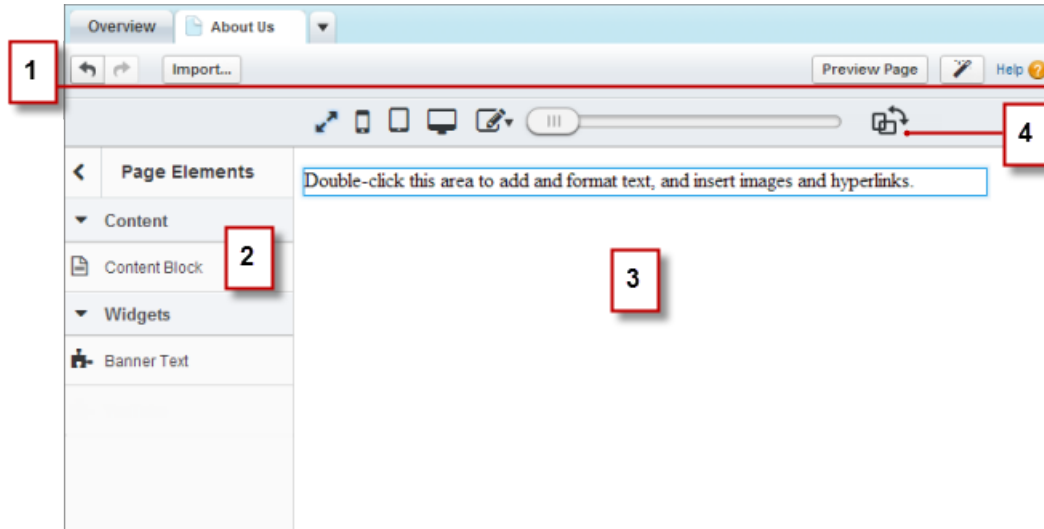 Overview About Us
1
Import... Preview Page Help ?
4
Page Elements
Double-click this area to add and format text, and insert images and hyperlinks.
Content
2
Content Block
3
Widgets
Banner Text